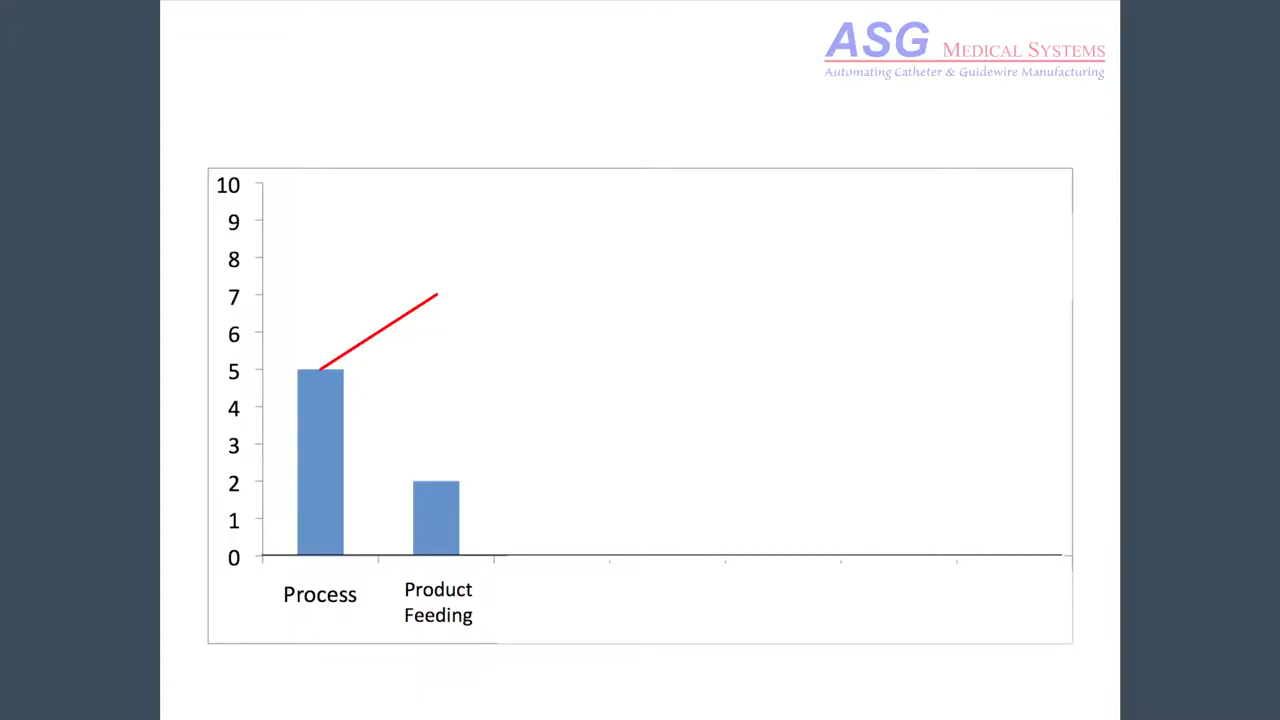 ASG MEDICAL SYSTEMS
Automating Catheter & Guidewire Manufacturing
10
9
8
7
6
5
4
3
2
1
0
Process
Product
Feeding